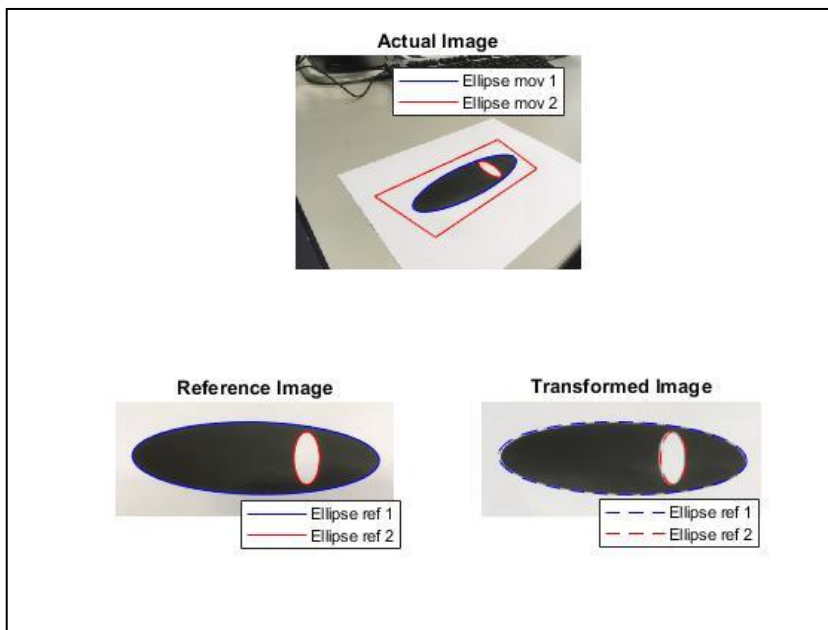 Actual Image
Ellipse mov 1
Ellipse mov 2
Reference Image
Ellipse ref 1
Ellipse ref 2
Transformed Image
Ellipse ref 1
Ellipse ref 2